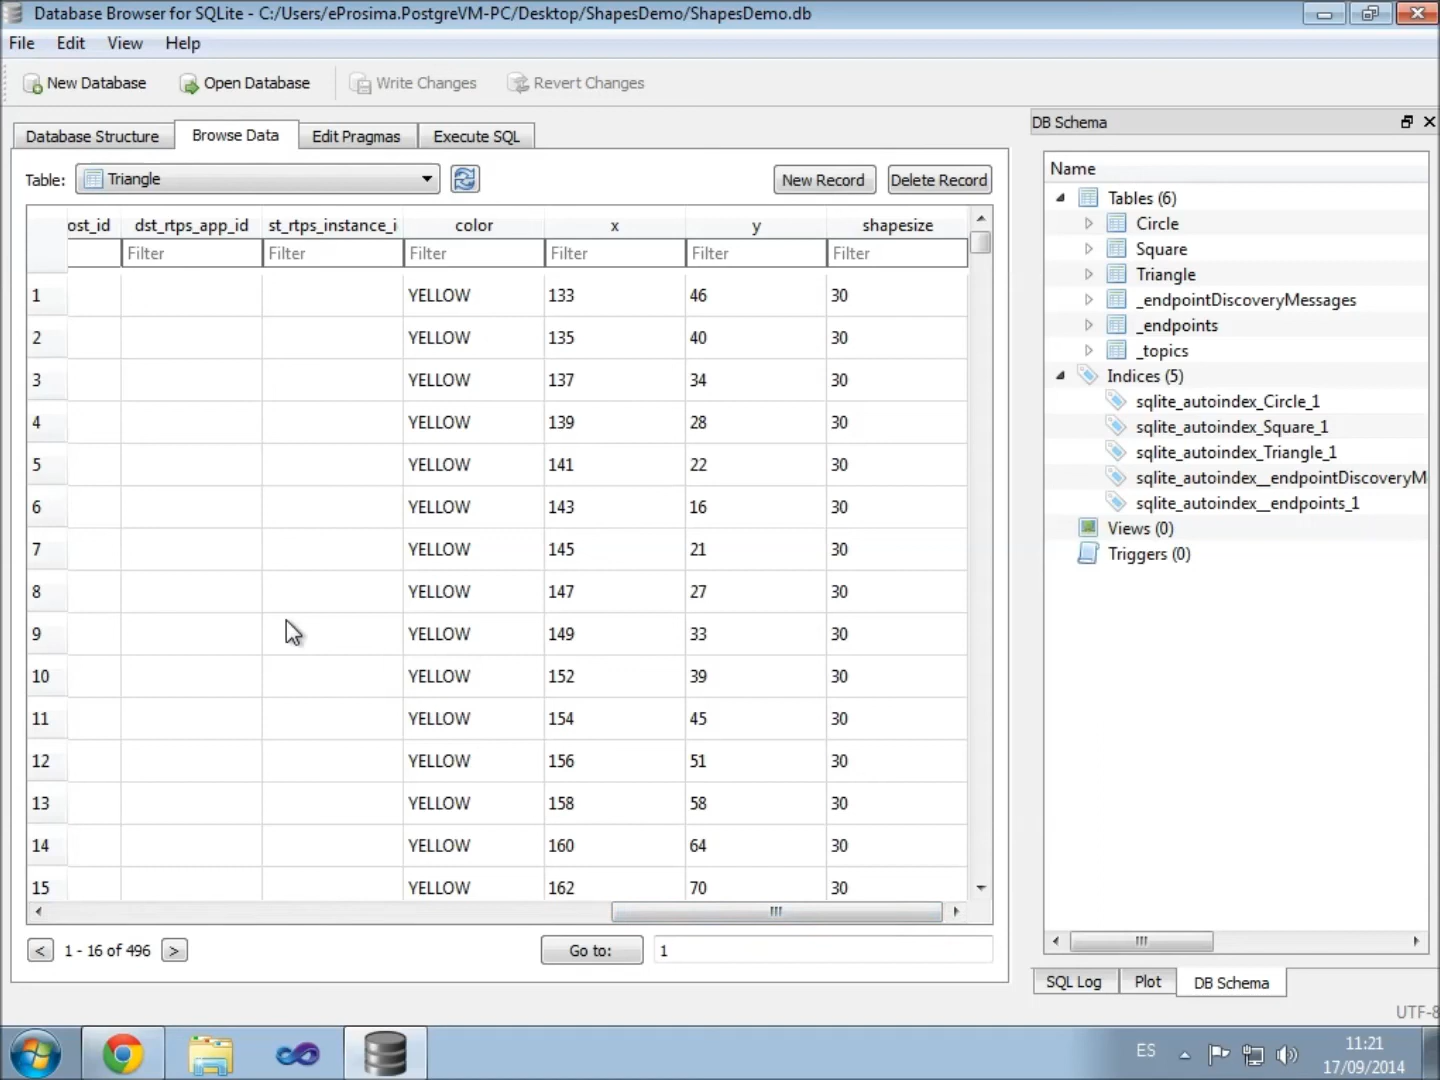 Database Browser for SQLite - C:/Users/eProsima.PostgreVM-PC/Desktop/ShapesDemo/ShapesDemo.db
File Edit View Help
New Database Open Database Write Changes Revert Changes
Database Structure Browse Data Edit Pragmas Execute SQL
Table: Triangle New Record Delete Record
ost_id dst_rtps_app_id st_rtps_instance_i color x y shapesize
Filter Filter Filter Filter Filter Filter
1 YELLOW 133 46 30
2 YELLOW 135 40 30
3 YELLOW 137 34 30
4 YELLOW 139 28 30
5 YELLOW 141 22 30
6 YELLOW 143 16 30
7 YELLOW 145 21 30
8 YELLOW 147 27 30
9 YELLOW 149 33 30
10 YELLOW 152 39 30
11 YELLOW 154 45 30
12 YELLOW 156 51 30
13 YELLOW 158 58 30
14 YELLOW 160 64 30
15 YELLOW 162 70 30
< 1 - 16 of 496 > Go to: 1
DB Schema
Name
Tables (6)
Circle
Square
Triangle
_endpointDiscoveryMessages
_endpoints
_topics
Indices (5)
sqlite_autoindex_Circle_1
sqlite_autoindex_Square_1
sqlite_autoindex_Triangle_1
sqlite_autoindex__endpointDiscoveryM
sqlite_autoindex__endpoints_1
Views (0)
Triggers (0)
SQL Log Plot DB Schema
UTF-8
ES
11:21
17/09/2014